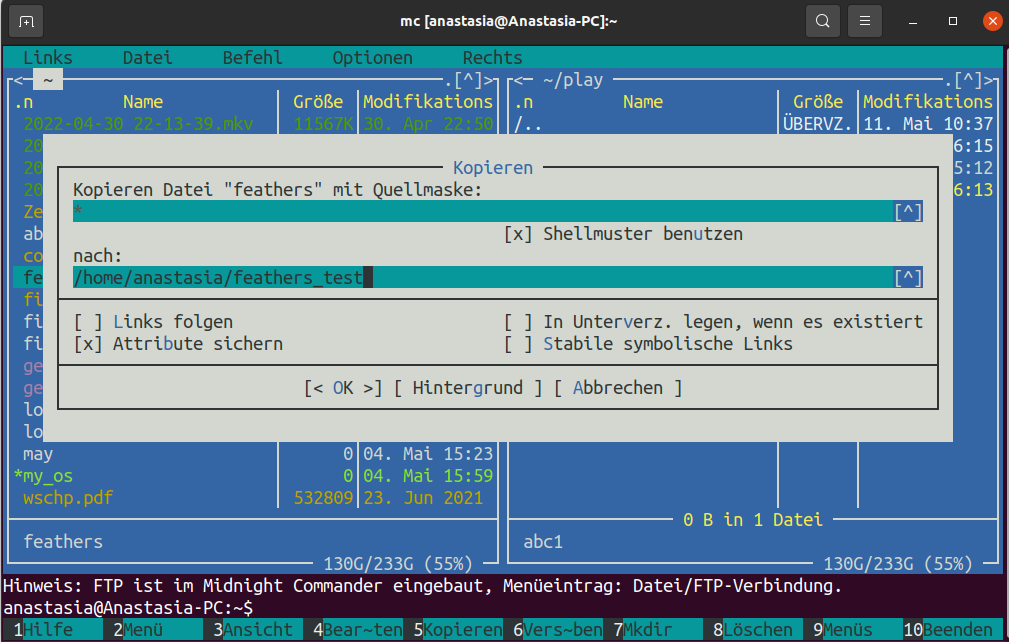 mc [anastasia@Anastasia-PC]:~
Links Datei Befehl Optionen Rechts
<─ ~ .[^]> <─ ~/play .[^]>
.n Name Größe Modifikations .n Name Größe Modifikations
2022-04-30 22-13-39.mkv 11567K 30. Apr 22:50 /.. ÜBERVZ. 11. Mai 10:37
20 6:15
Kopieren
20 5:12
Kopieren Datei "feathers" mit Quellmaske:
20 6:13
Ze * [^]
ab [x] Shellmuster benutzen
co nach:
fe /home/anastasia/feathers_test [^]
fi
fi [ ] Links folgen [ ] In Unterverz. legen, wenn es existiert
fi [x] Attribute sichern [ ] Stabile symbolische Links
ge
ge [< OK >] [ Hintergrund ] [ Abbrechen ]
lo
lo
may 0 04. Mai 15:23
*my_os 0 04. Mai 15:59
wschp.pdf 532809 23. Jun 2021
0 B in 1 Datei
feathers abc1
130G/233G (55%) 130G/233G (55%)
Hinweis: FTP ist im Midnight Commander eingebaut, Menüeintrag: Datei/FTP-Verbindung.
anastasia@Anastasia-PC:~$
1Hilfe 2Menü 3Ansicht 4Bear~ten 5Kopieren 6Vers~ben 7Mkdir 8Löschen 9Menüs 10Beenden